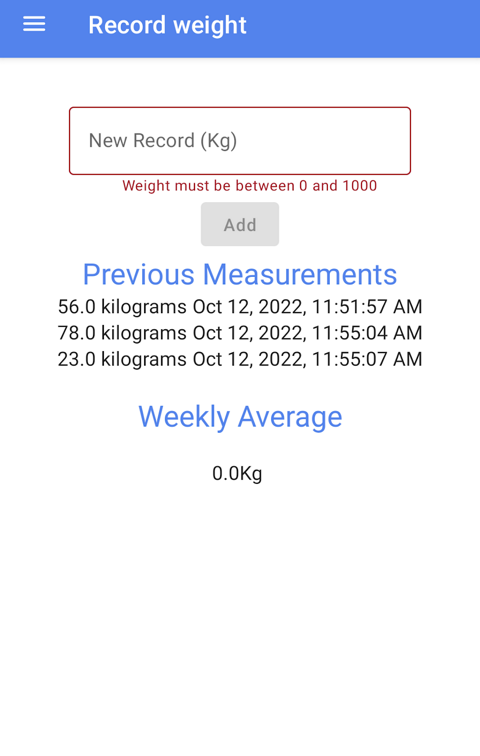 Record weight
New Record (Kg)
Weight must be between 0 and 1000
Add
Previous Measurements
56.0 kilograms Oct 12, 2022, 11:51:57 AM
78.0 kilograms Oct 12, 2022, 11:55:04 AM
23.0 kilograms Oct 12, 2022, 11:55:07 AM
Weekly Average
0.0Kg